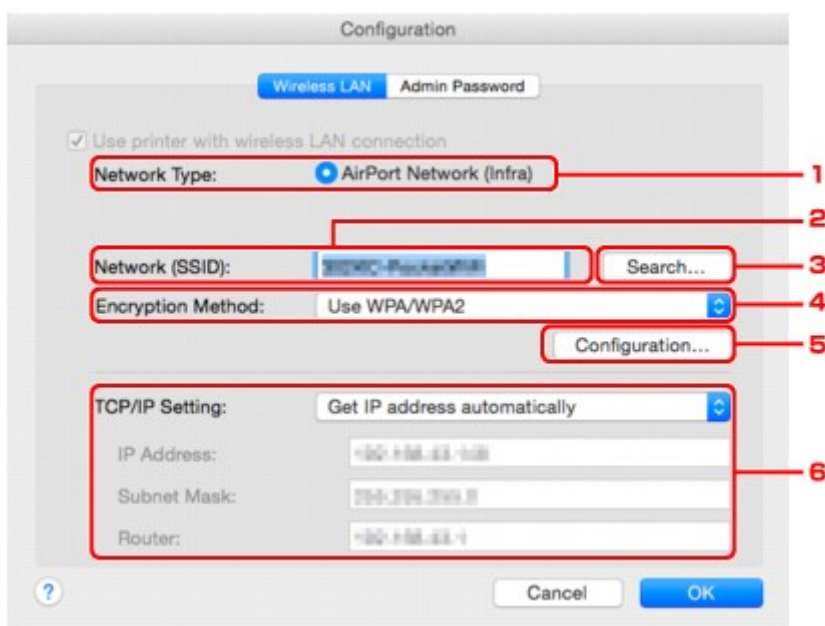 Configuration
Wireless LAN Admin Password
Use printer with wireless LAN connection
Network Type: AirPort Network (Infra) 1
2
Network (SSID): Search... 3
Encryption Method: Use WPA/WPA2 4
Configuration... 5
TCP/IP Setting: Get IP address automatically
IP Address:
6
Subnet Mask:
Router:
? Cancel OK